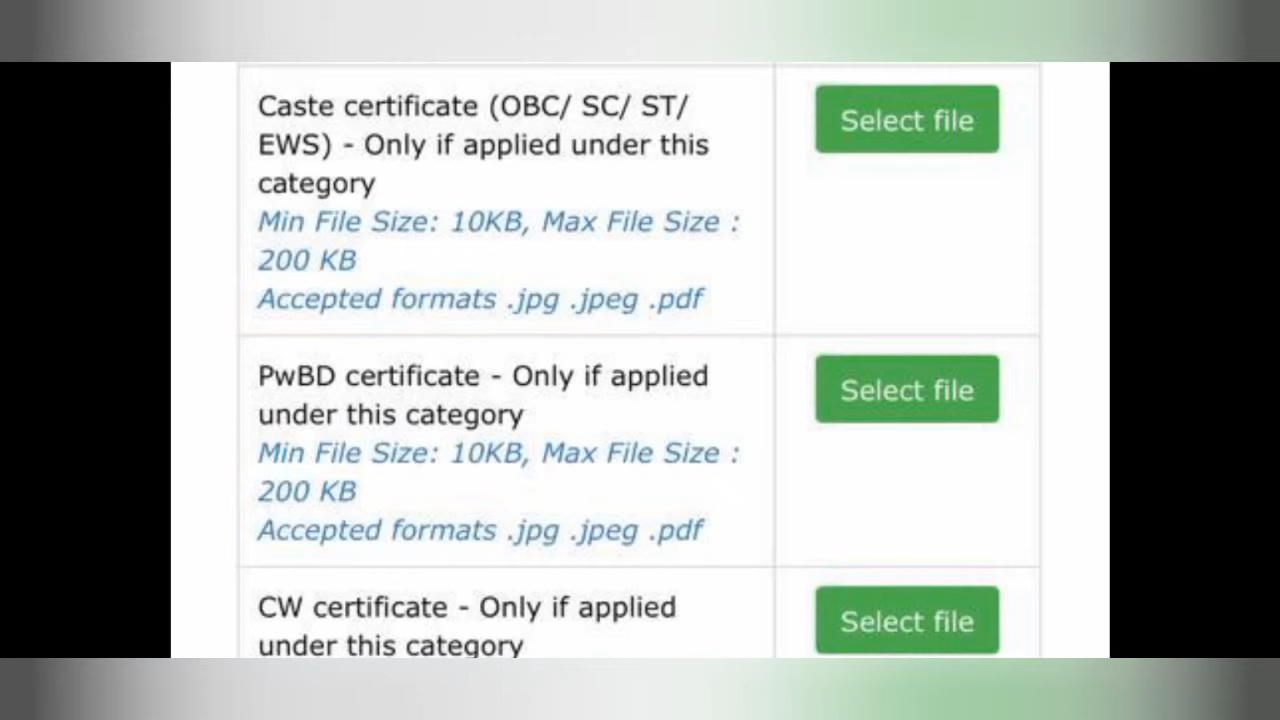 Caste certificate (OBC/ SC/ ST/
EWS) - Only if applied under this
category
Min File Size: 10KB, Max File Size :
200 KB
Accepted formats .jpg .jpeg .pdf
Select file
PwBD certificate - Only if applied
under this category
Min File Size: 10KB, Max File Size :
200 KB
Accepted formats .jpg .jpeg .pdf
Select file
CW certificate - Only if applied
under this category
Select file